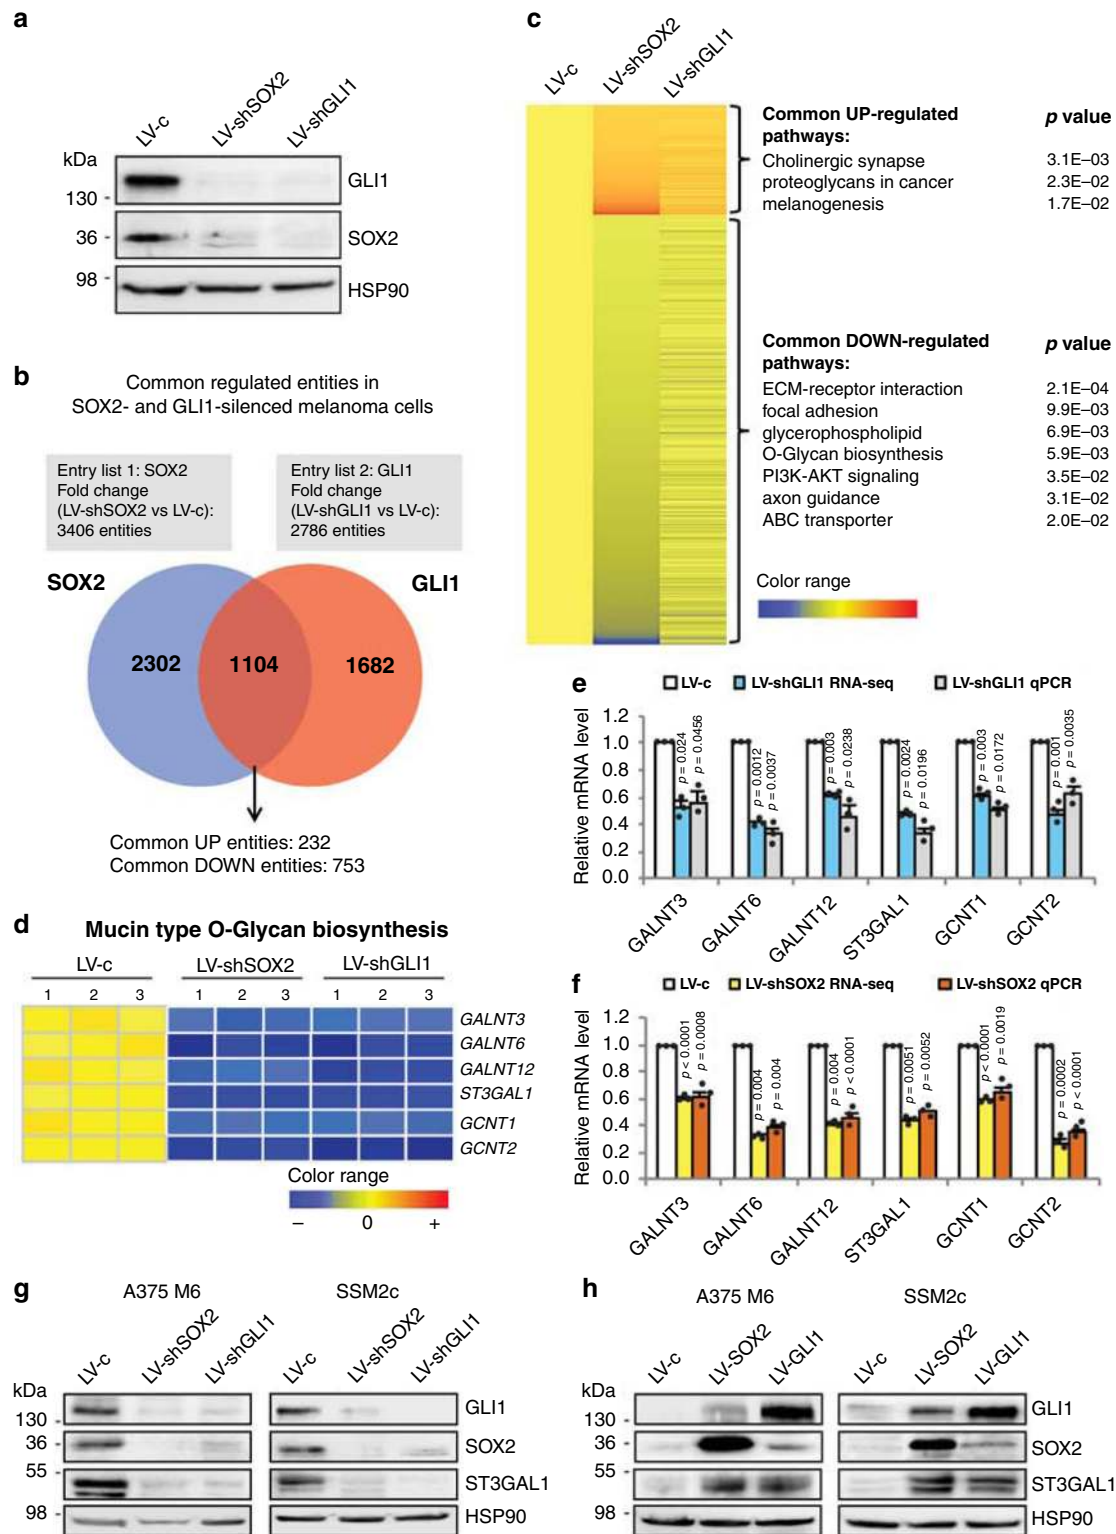 a
LV-c
LV-shSOX2
LV-shGLI1
kDa
130 -
GLI1
36 -
SOX2
98 -
HSP90
b
Common regulated entities in
SOX2- and GLI1-silenced melanoma cells
Entry list 1: SOX2
Fold change
(LV-shSOX2 vs LV-c):
3406 entities
Entry list 2: GLI1
Fold change
(LV-shGLI1 vs LV-c):
2786 entities
SOX2
GLI1
2302
1104
1682
Common UP entities: 232
Common DOWN entities: 753
c
LV-c
LV-shSOX2
LV-shGLI1
Common UP-regulated
pathways:
p value
Cholinergic synapse 3.1E–03
proteoglycans in cancer 2.3E–02
melanogenesis 1.7E–02
Common DOWN-regulated
pathways:
p value
ECM-receptor interaction 2.1E–04
focal adhesion 9.9E–03
glycerophospholipid 6.9E–03
O-Glycan biosynthesis 5.9E–03
PI3K-AKT signaling 3.5E–02
axon guidance 3.1E–02
ABC transporter 2.0E–02
Color range
d
Mucin type O-Glycan biosynthesis
LV-c LV-shSOX2 LV-shGLI1
1 2 3 1 2 3 1 2 3
GALNT3
GALNT6
GALNT12
ST3GAL1
GCNT1
GCNT2
Color range
– 0 +
e
LV-c LV-shGLI1 RNA-seq LV-shGLI1 qPCR
Relative mRNA level
1.2
1.0
0.8
0.6
0.4
0.2
0.0
p = 0.024
p = 0.0456
p = 0.0012
p = 0.0037
p = 0.003
p = 0.0238
p = 0.0024
p = 0.0196
p = 0.003
p = 0.0172
p = 0.001
p = 0.0035
GALNT3
GALNT6
GALNT12
ST3GAL1
GCNT1
GCNT2
f
LV-c LV-shSOX2 RNA-seq LV-shSOX2 qPCR
Relative mRNA level
1.2
1.0
0.8
0.6
0.4
0.2
0.0
p < 0.0001
p = 0.0008
p = 0.004
p = 0.004
p = 0.004
p < 0.0001
p = 0.0051
p = 0.0052
p < 0.0001
p = 0.0019
p = 0.0002
p < 0.0001
GALNT3
GALNT6
GALNT12
ST3GAL1
GCNT1
GCNT2
g
A375 M6
SSM2c
LV-c
LV-shSOX2
LV-shGLI1
LV-c
LV-shSOX2
LV-shGLI1
kDa
130 -
GLI1
36 -
SOX2
55 -
ST3GAL1
98 -
HSP90
h
A375 M6
SSM2c
LV-c
LV-SOX2
LV-GLI1
LV-c
LV-SOX2
LV-GLI1
kDa
130 -
GLI1
36 -
SOX2
55 -
ST3GAL1
98 -
HSP90